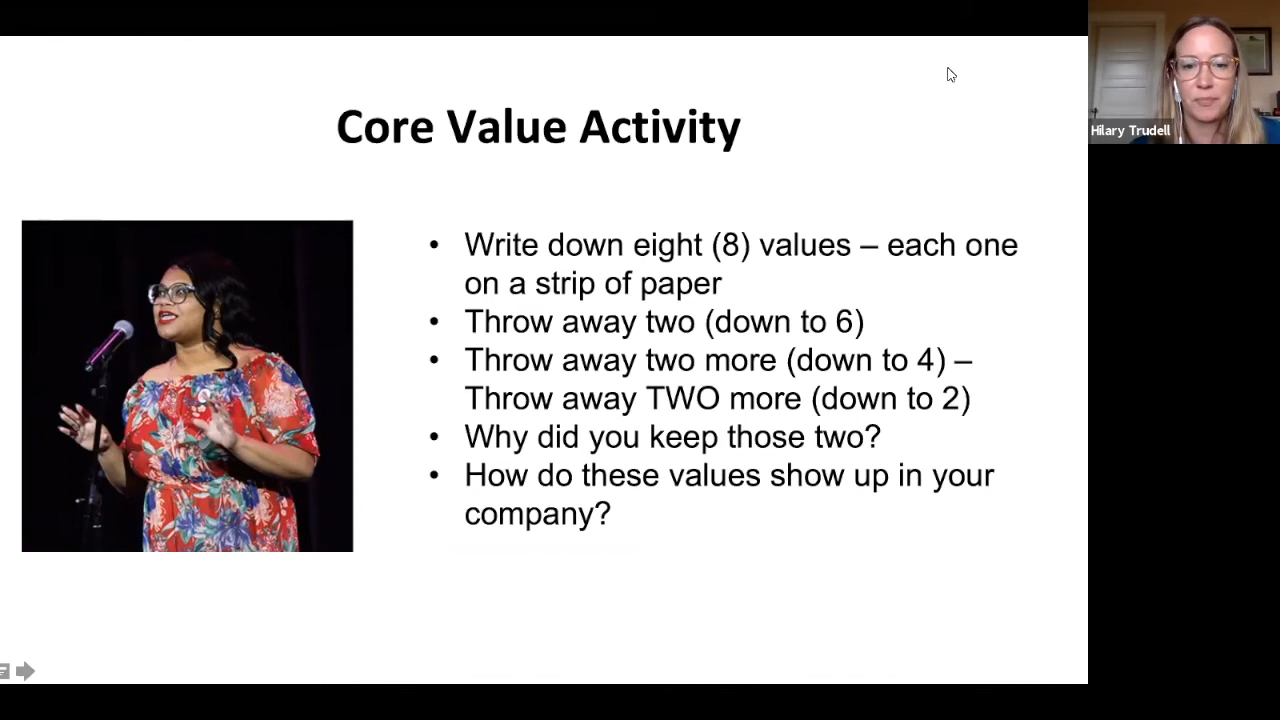 Core Value Activity
• Write down eight (8) values – each one
on a strip of paper
• Throw away two (down to 6)
• Throw away two more (down to 4) –
Throw away TWO more (down to 2)
• Why did you keep those two?
• How do these values show up in your
company?
Hilary Trudell